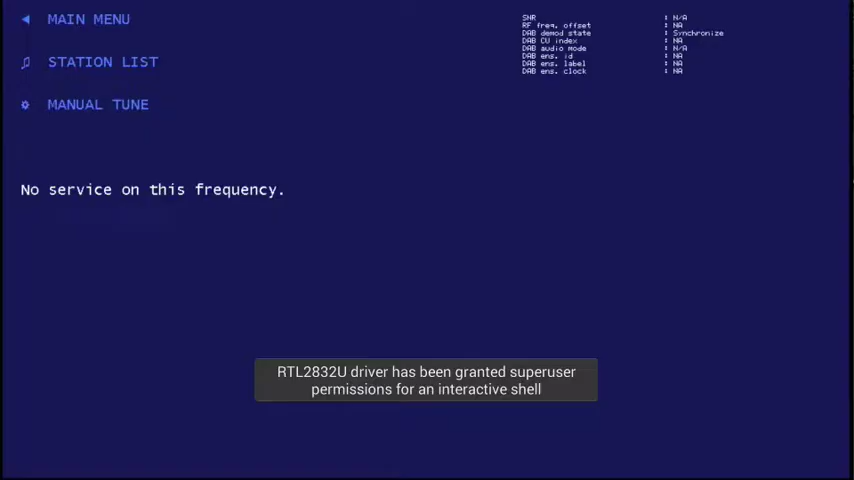 MAIN MENU
STATION LIST
MANUAL TUNE
SNR : N/A
RF freq. offset : NA
DAB demod state : Synchronize
DAB CU index : NA
DAB audio mode : N/A
DAB ens. id : NA
DAB ens. label : NA
DAB ens. clock : NA
No service on this frequency.
RTL2832U driver has been granted superuser
permissions for an interactive shell